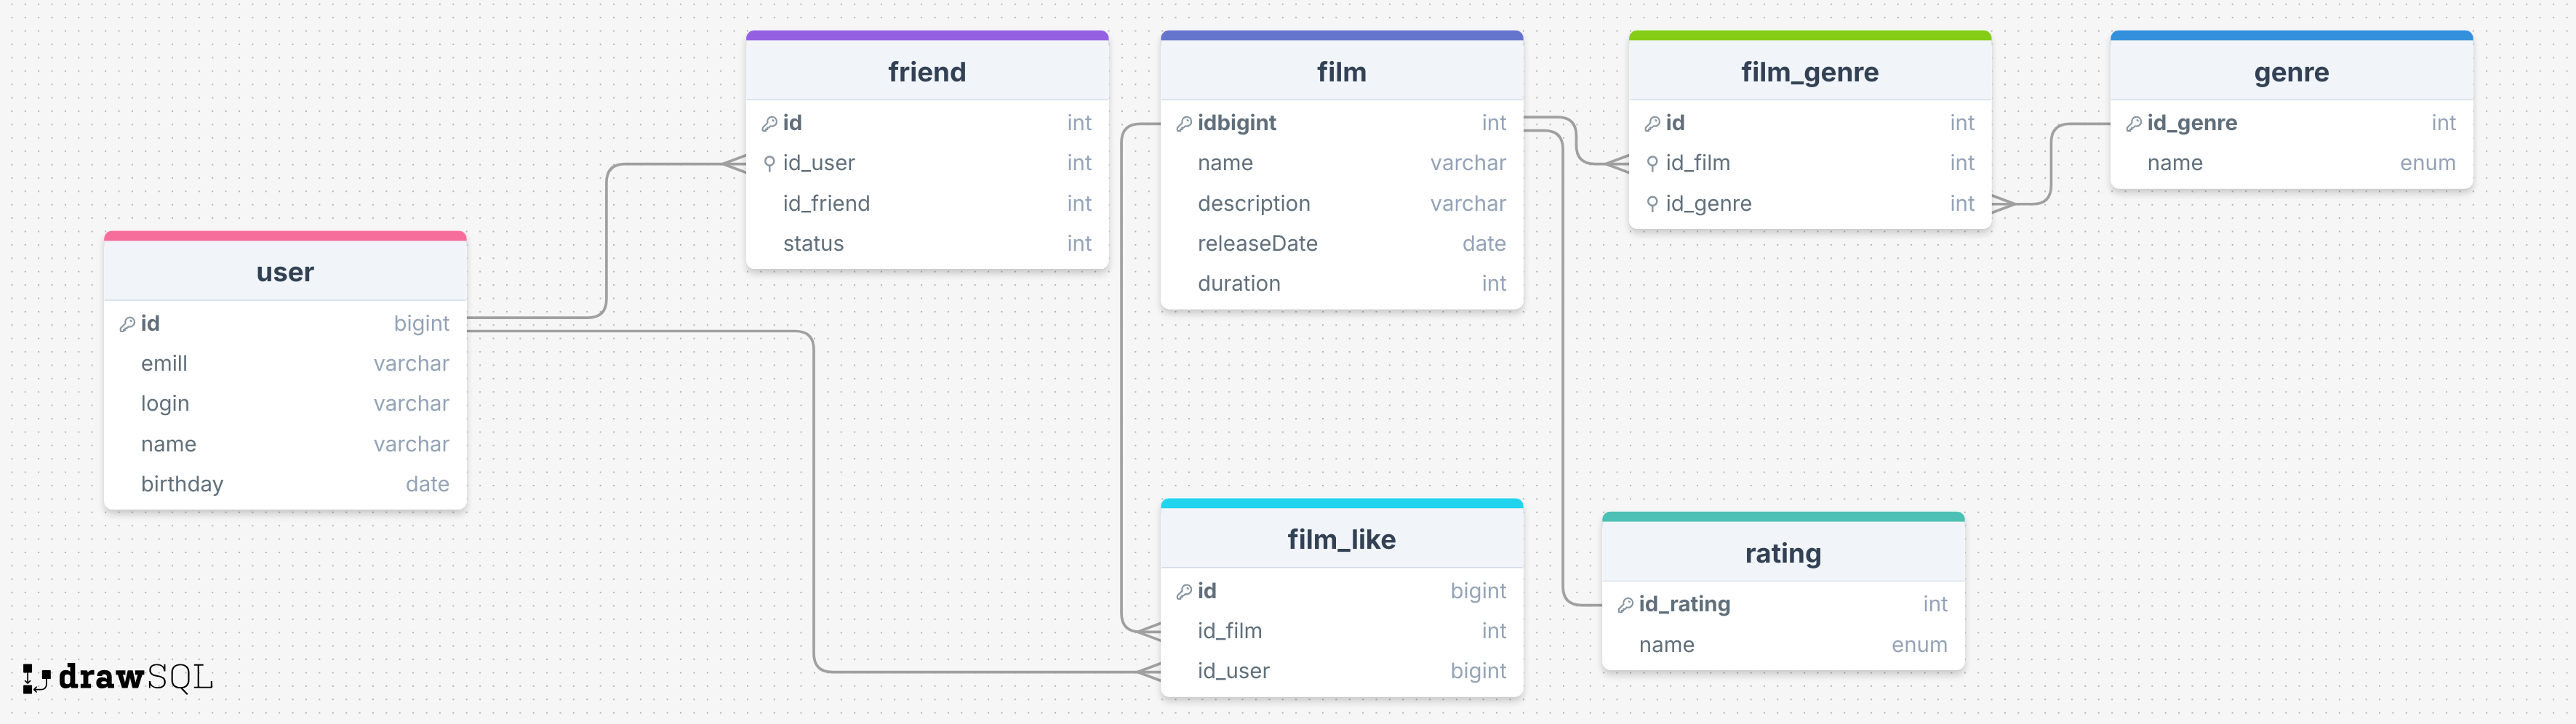 friend
id int
id_user int
id_friend int
status int
film
idbigint int
name varchar
description varchar
releaseDate date
duration int
film_genre
id int
id_film int
id_genre int
genre
id_genre int
name enum
user
id bigint
emill varchar
login varchar
name varchar
birthday date
film_like
id bigint
id_film int
id_user bigint
rating
id_rating int
name enum
drawSQL